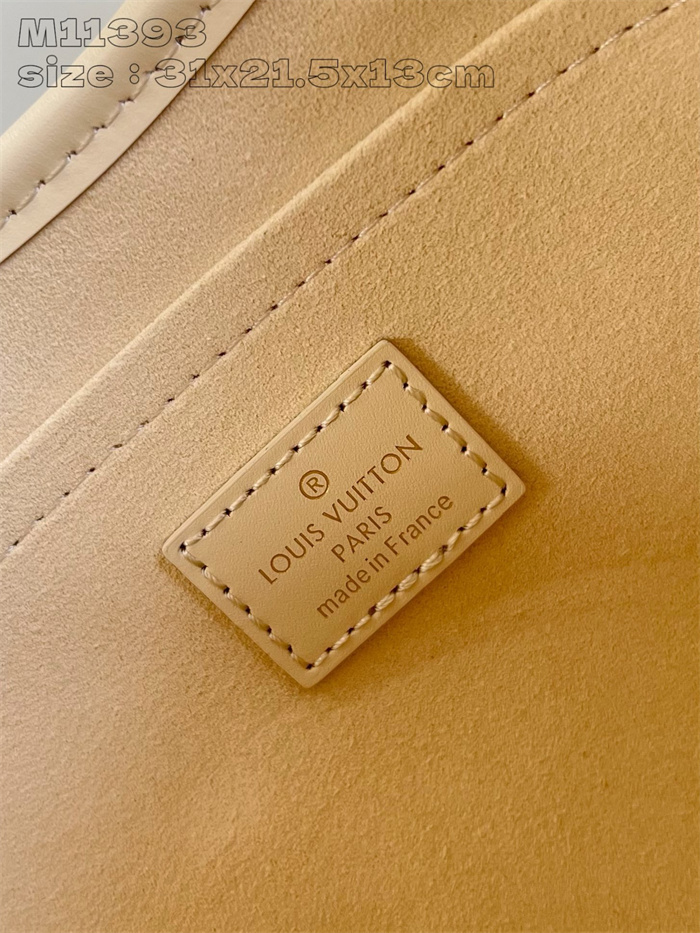 M11393
size : 31x21.5x13cm
®
LOUIS VUITTON
PARIS
made in France